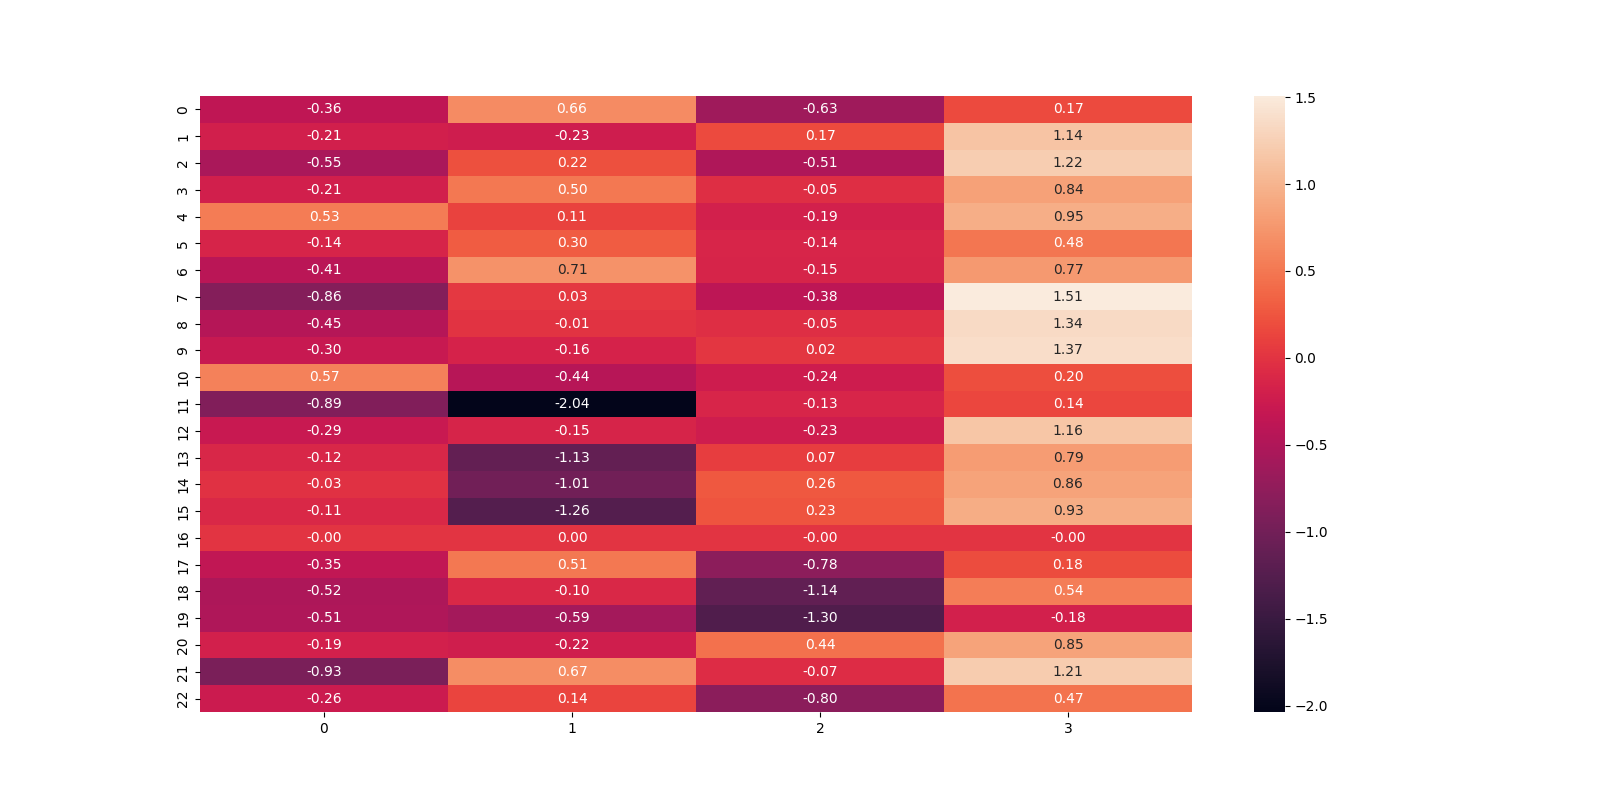 0 -0.36 0.66 -0.63 0.17
1 -0.21 -0.23 0.17 1.14
2 -0.55 0.22 -0.51 1.22
3 -0.21 0.50 -0.05 0.84
4 0.53 0.11 -0.19 0.95
5 -0.14 0.30 -0.14 0.48
6 -0.41 0.71 -0.15 0.77
7 -0.86 0.03 -0.38 1.51
8 -0.45 -0.01 -0.05 1.34
9 -0.30 -0.16 0.02 1.37
10 0.57 -0.44 -0.24 0.20
11 -0.89 -2.04 -0.13 0.14
12 -0.29 -0.15 -0.23 1.16
13 -0.12 -1.13 0.07 0.79
14 -0.03 -1.01 0.26 0.86
15 -0.11 -1.26 0.23 0.93
16 -0.00 0.00 -0.00 -0.00
17 -0.35 0.51 -0.78 0.18
18 -0.52 -0.10 -1.14 0.54
19 -0.51 -0.59 -1.30 -0.18
20 -0.19 -0.22 0.44 0.85
21 -0.93 0.67 -0.07 1.21
22 -0.26 0.14 -0.80 0.47
0 1 2 3
1.5
1.0
0.5
0.0
−0.5
−1.0
−1.5
−2.0